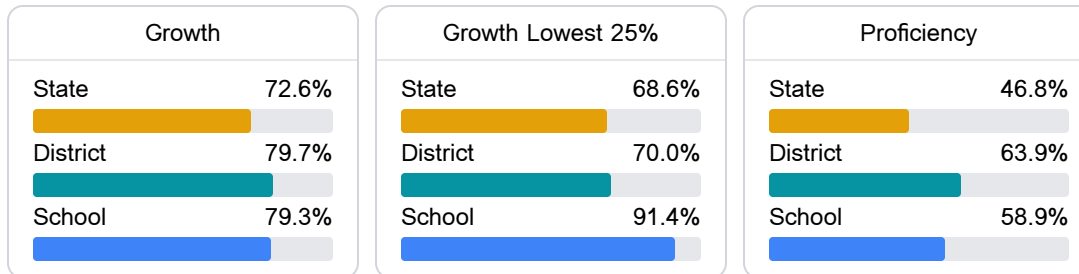 Growth
State 72.6%
District 79.7%
School 79.3%
Growth Lowest 25%
State 68.6%
District 70.0%
School 91.4%
Proficiency
State 46.8%
District 63.9%
School 58.9%